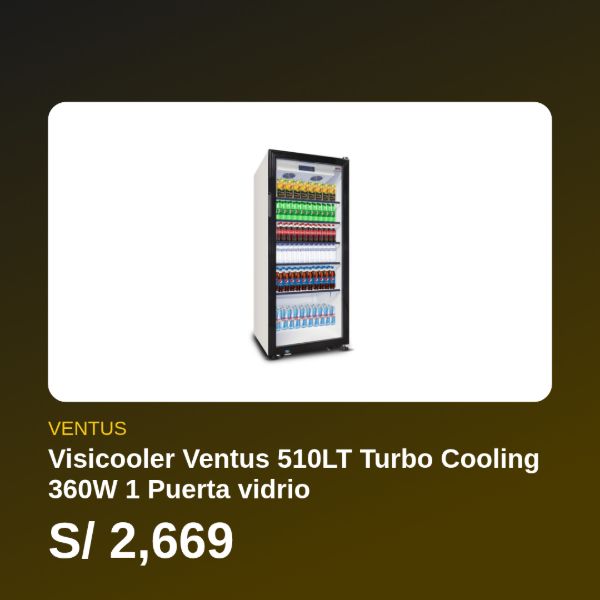 VENTUS
Visicooler Ventus 510LT Turbo Cooling
360W 1 Puerta vidrio
S/ 2,669